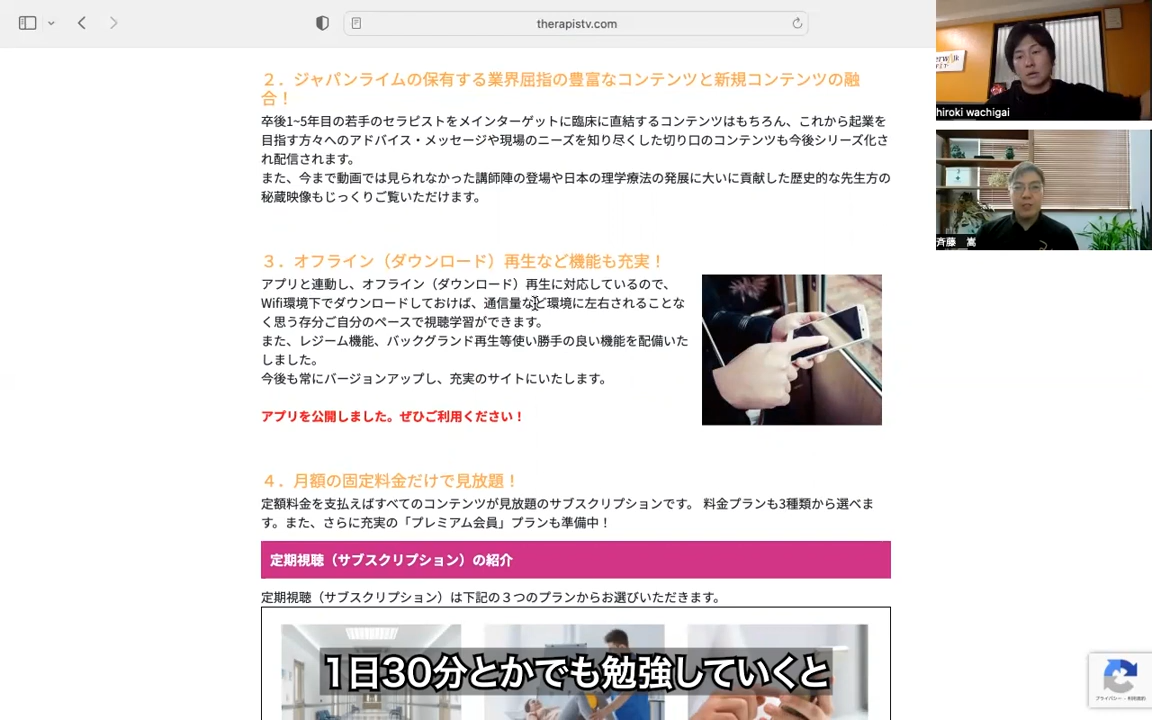 therapistv.com
２．ジャパンライムの保有する業界屈指の豊富なコンテンツと新規コンテンツの融
合！
卒後1~5年目の若手のセラピストをメインターゲットに臨床に直結するコンテンツはもちろん、これから起業を
目指す方々へのアドバイス・メッセージや現場のニーズを知り尽くした切り口のコンテンツも今後シリーズ化さ
れ配信されます。
また、今まで動画では見られなかった講師陣の登場や日本の理学療法の発展に大いに貢献した歴史的な先生方の
秘蔵映像もじっくりご覧いただけます。
３．オフライン（ダウンロード）再生など機能も充実！
アプリと連動し、オフライン（ダウンロード）再生に対応しているので、
Wifi環境下でダウンロードしておけば、通信量など環境に左右されることな
く思う存分ご自分のペースで視聴学習ができます。
また、レジーム機能、バックグランド再生等使い勝手の良い機能を配備いた
しました。
今後も常にバージョンアップし、充実のサイトにいたします。
アプリを公開しました。ぜひご利用ください！
４．月額の固定料金だけで見放題！
定額料金を支払えばすべてのコンテンツが見放題のサブスクリプションです。 料金プランも3種類から選べま
す。また、さらに充実の「プレミアム会員」プランも準備中！
定期視聴（サブスクリプション）の紹介
定期視聴（サブスクリプション）は下記の３つのプランからお選びいただきます。
1日30分とかでも勉強していくと
hiroki wachigai
斉藤　嵩
プライバシー - 利用規約